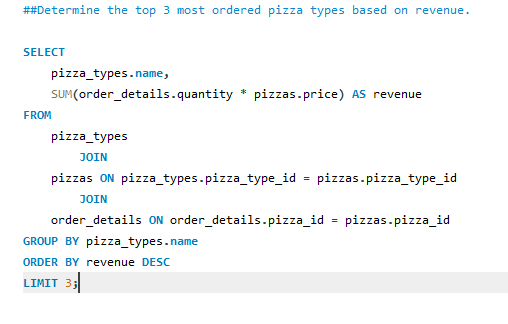 ##Determine the top 3 most ordered pizza types based on revenue.
SELECT
pizza_types.name,
SUM(order_details.quantity * pizzas.price) AS revenue
FROM
pizza_types
JOIN
pizzas ON pizza_types.pizza_type_id = pizzas.pizza_type_id
JOIN
order_details ON order_details.pizza_id = pizzas.pizza_id
GROUP BY pizza_types.name
ORDER BY revenue DESC
LIMIT 3;